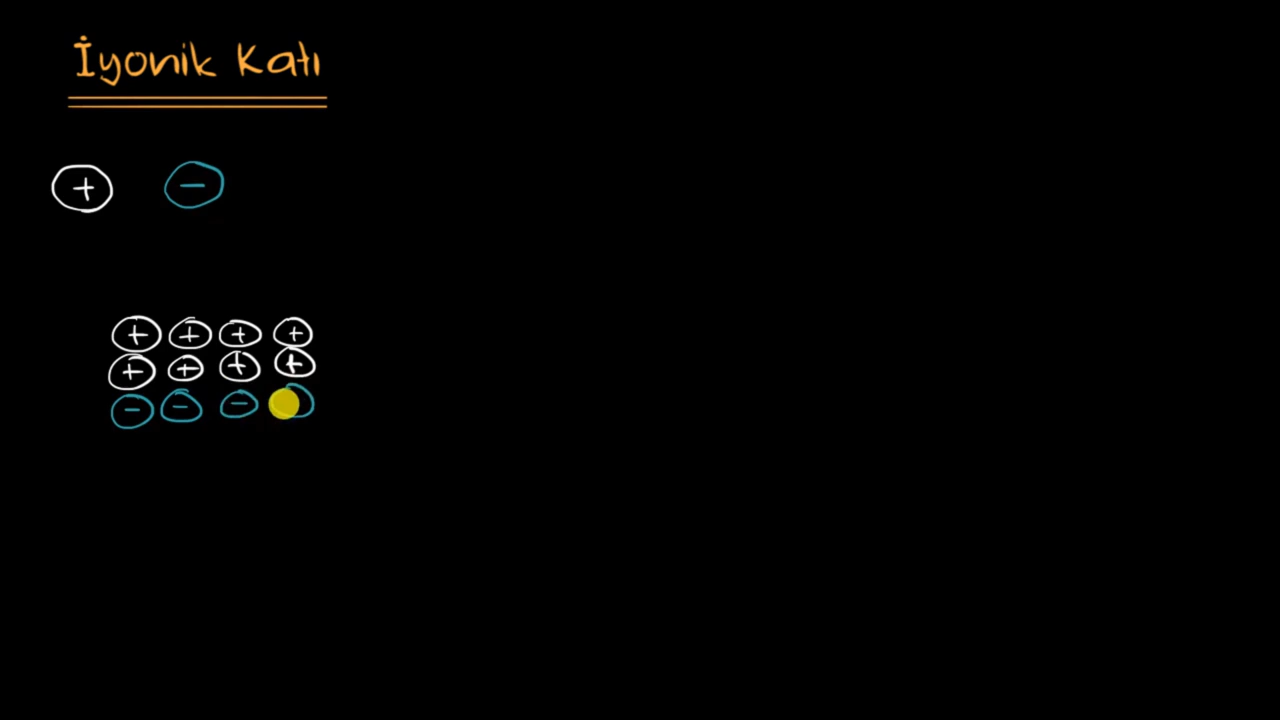 İyonik Katı
+ −
+ + + +
+ + + +
− − −